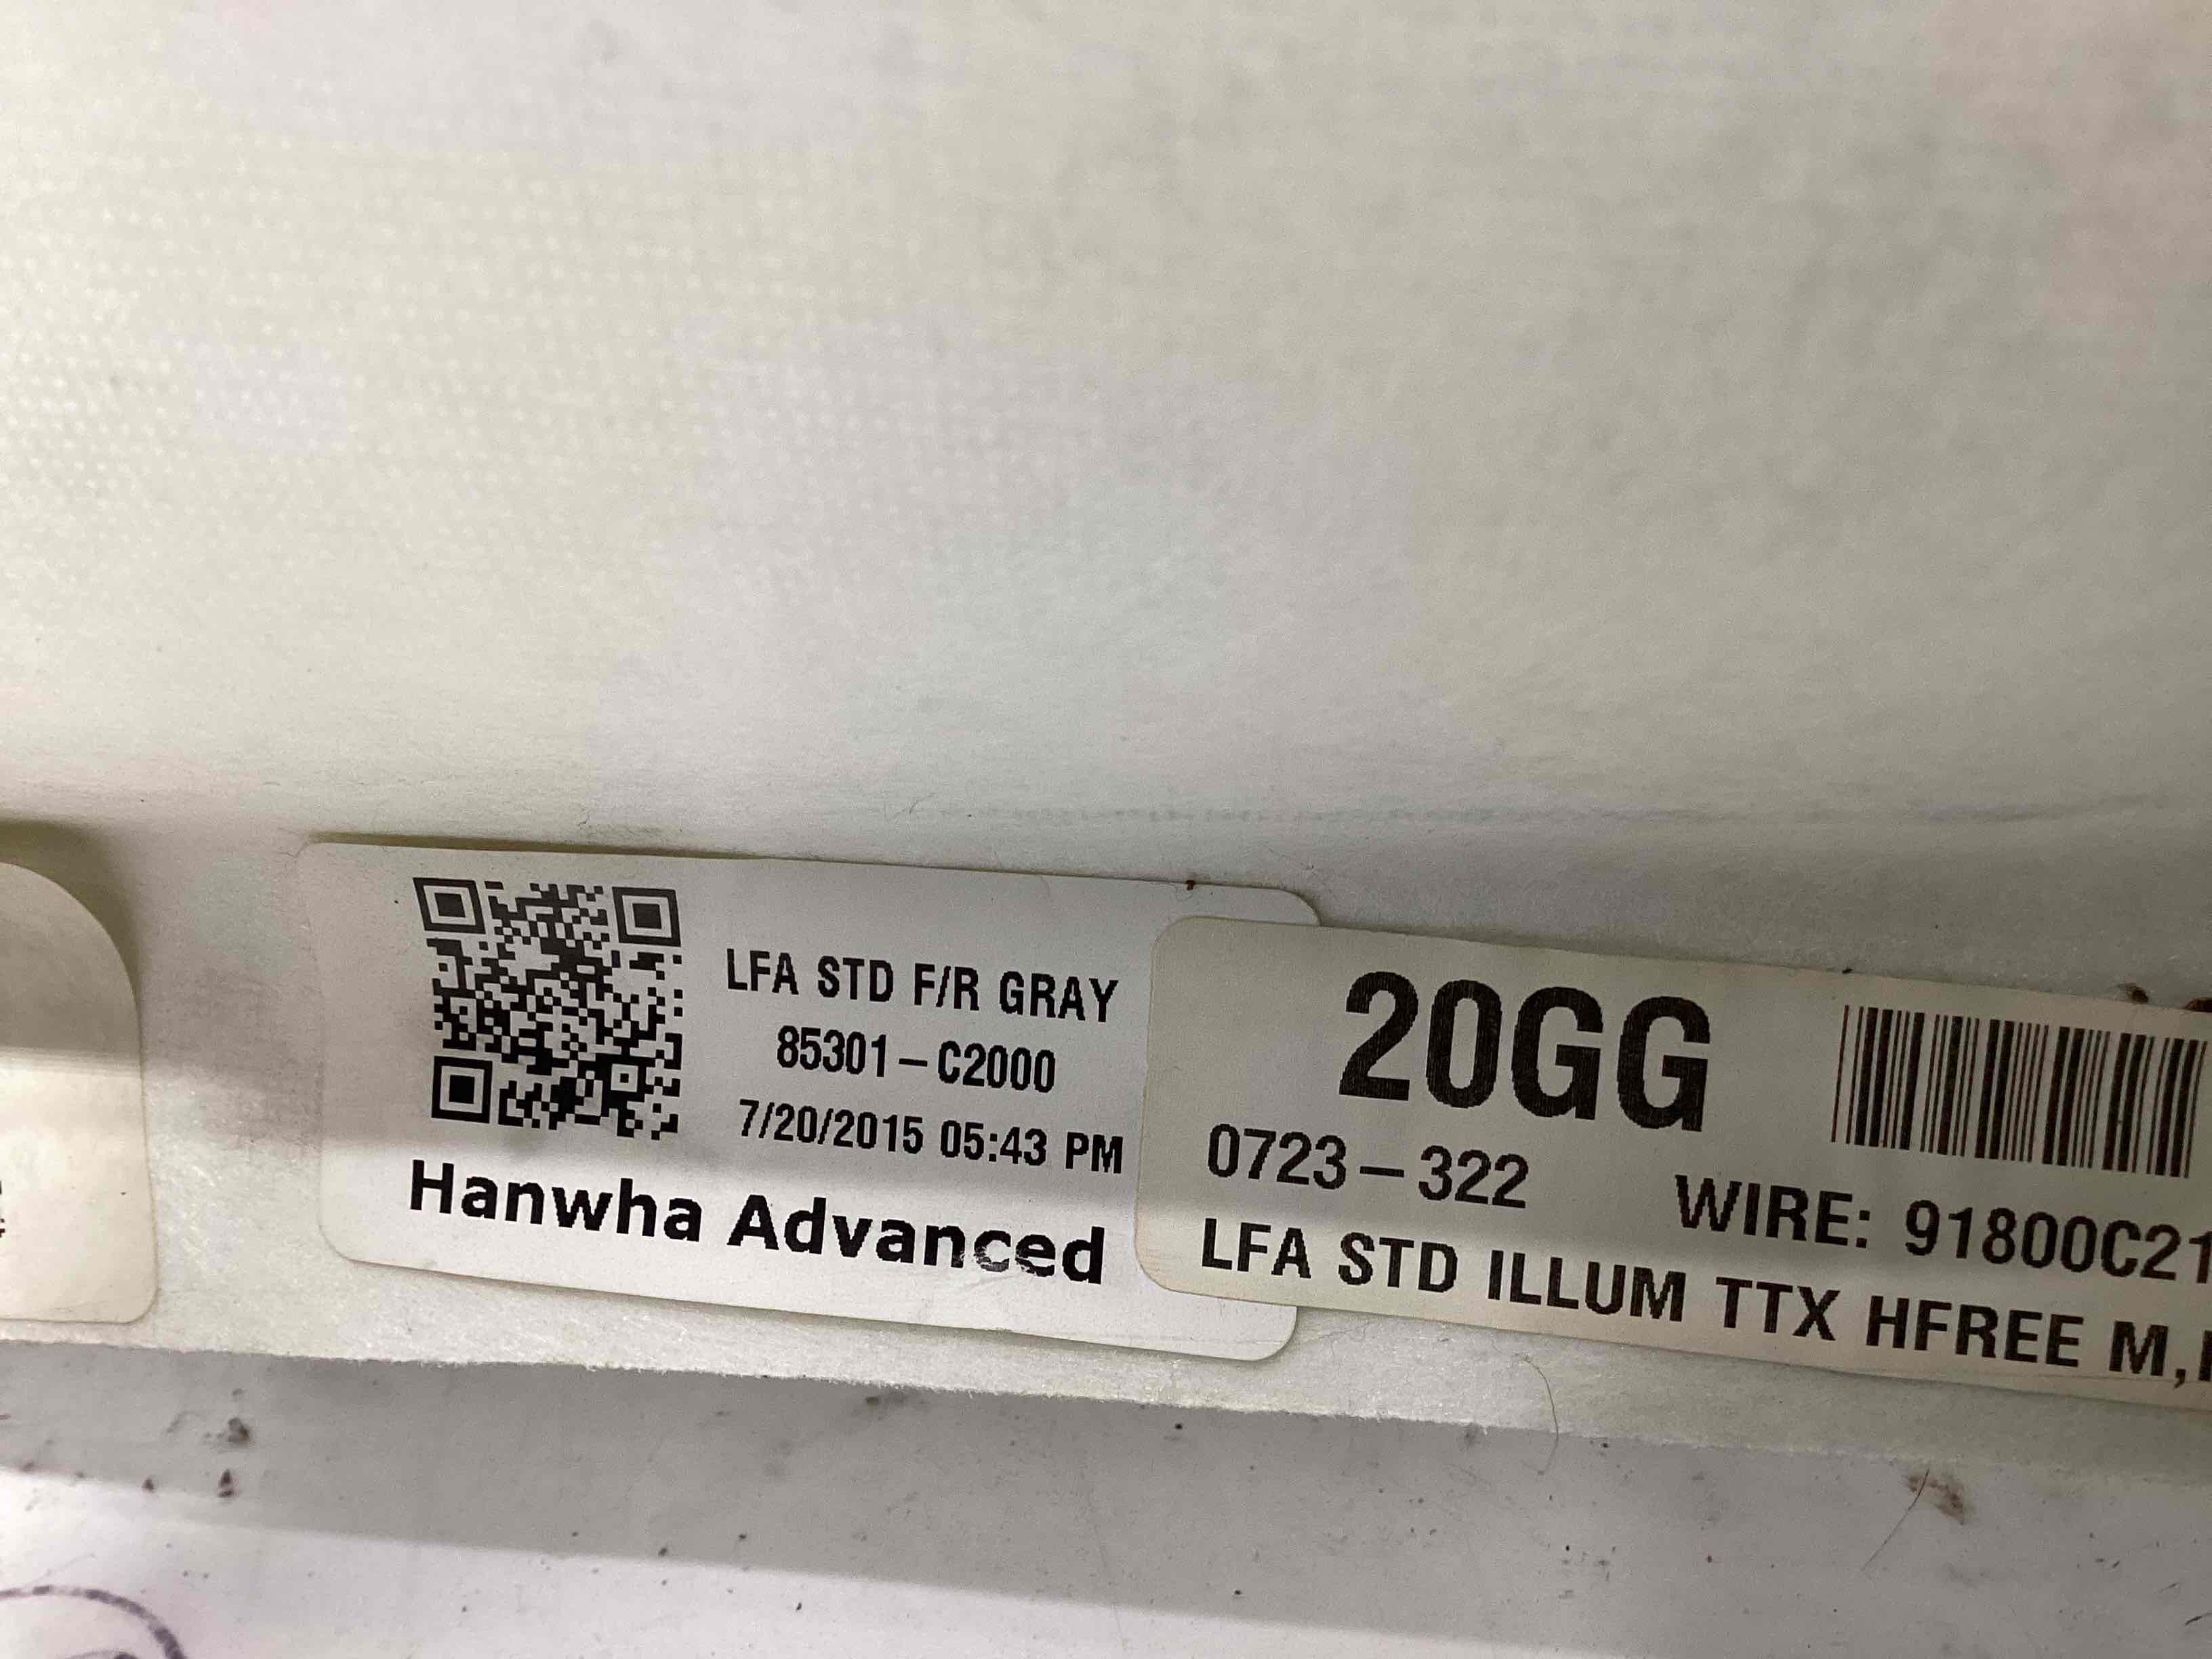 LFA STD F/R GRAY
85301-C2000
7/20/2015 05:43 PM
Hanwha Advanced
20GG
0723-322
WIRE: 91800C21
LFA STD ILLUM TTX HFREE M,